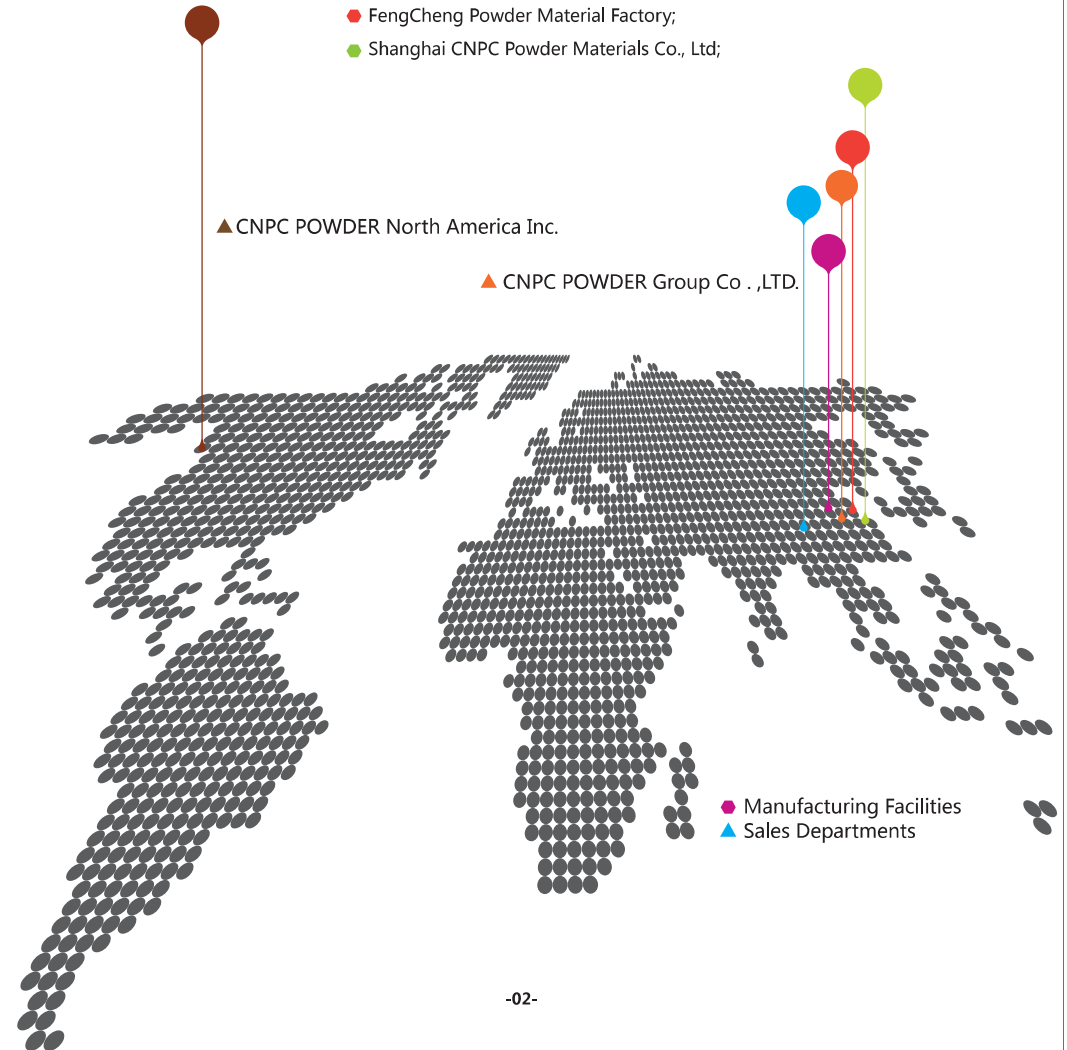 FengCheng Powder Material Factory;
Shanghai CNPC Powder Materials Co., Ltd;
CNPC POWDER North America Inc.
CNPC POWDER Group Co . ,LTD.
Manufacturing Facilities
Sales Departments
-02-